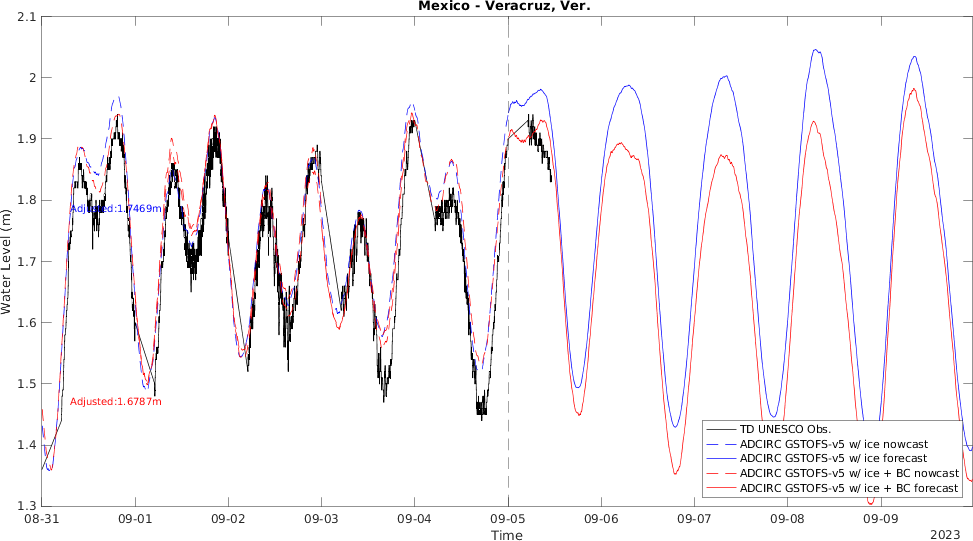 Mexico - Veracruz, Ver.
2.1
2
1.9
1.8
1.7
1.6
1.5
1.4
1.3
Water Level (m)
Adjusted:1.7469m
Adjusted:1.6787m
TD UNESCO Obs.
ADCIRC GSTOFS-v5 w/ ice nowcast
ADCIRC GSTOFS-v5 w/ ice forecast
ADCIRC GSTOFS-v5 w/ ice + BC nowcast
ADCIRC GSTOFS-v5 w/ ice + BC forecast
08-31 09-01 09-02 09-03 09-04 09-05 09-06 09-07 09-08 09-09
Time
2023